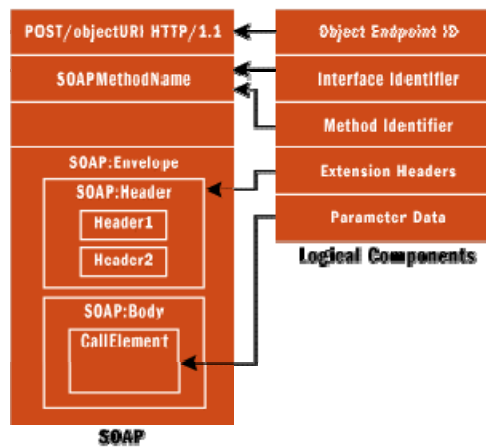 POST/objectURI HTTP/1.1
SOAPMethodName
SOAP:Envelope
SOAP:Header
Header1
Header2
SOAP:Body
CallElement
SOAP
Object Endpoint ID
Interface Identifier
Method Identifier
Extension Headers
Parameter Data
Logical Components